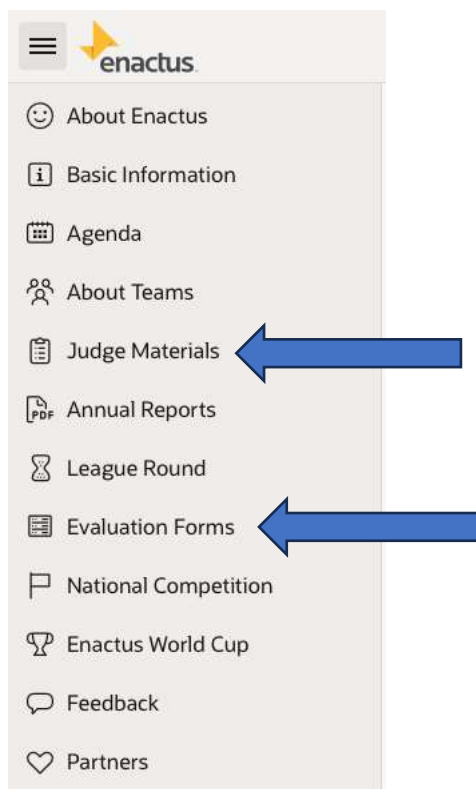 enactus.
About Enactus
Basic Information
Agenda
About Teams
Judge Materials
PDF Annual Reports
League Round
Evaluation Forms
National Competition
Enactus World Cup
Feedback
Partners